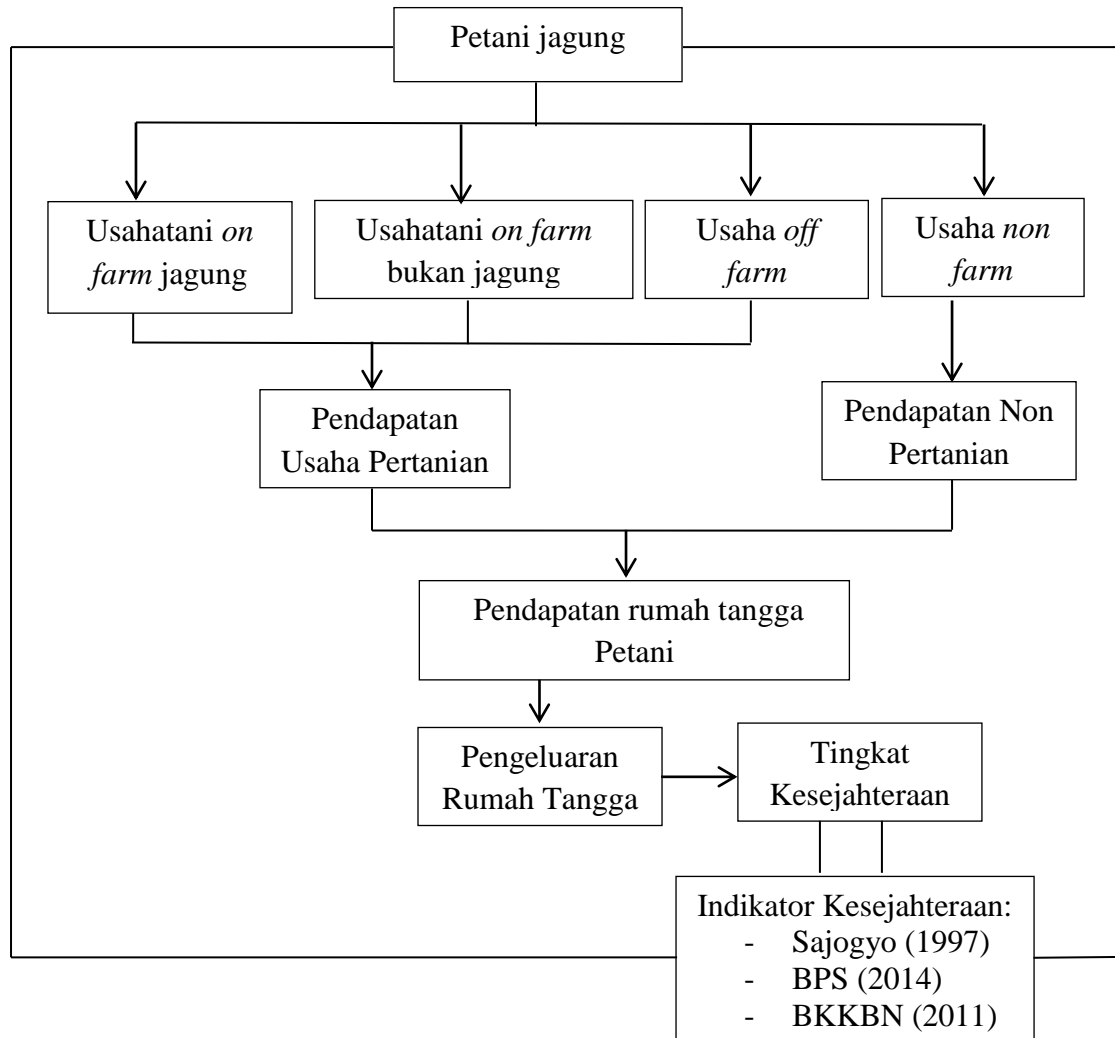 Petani jagung
Usahatani on
farm jagung
Usahatani on farm
bukan jagung
Usaha off
farm
Usaha non
farm
Pendapatan
Usaha Pertanian
Pendapatan Non
Pertanian
Pendapatan rumah tangga
Petani
Pengeluaran
Rumah Tangga
Tingkat
Kesejahteraan
Indikator Kesejahteraan:
- Sajogyo (1997)
- BPS (2014)
- BKKBN (2011)